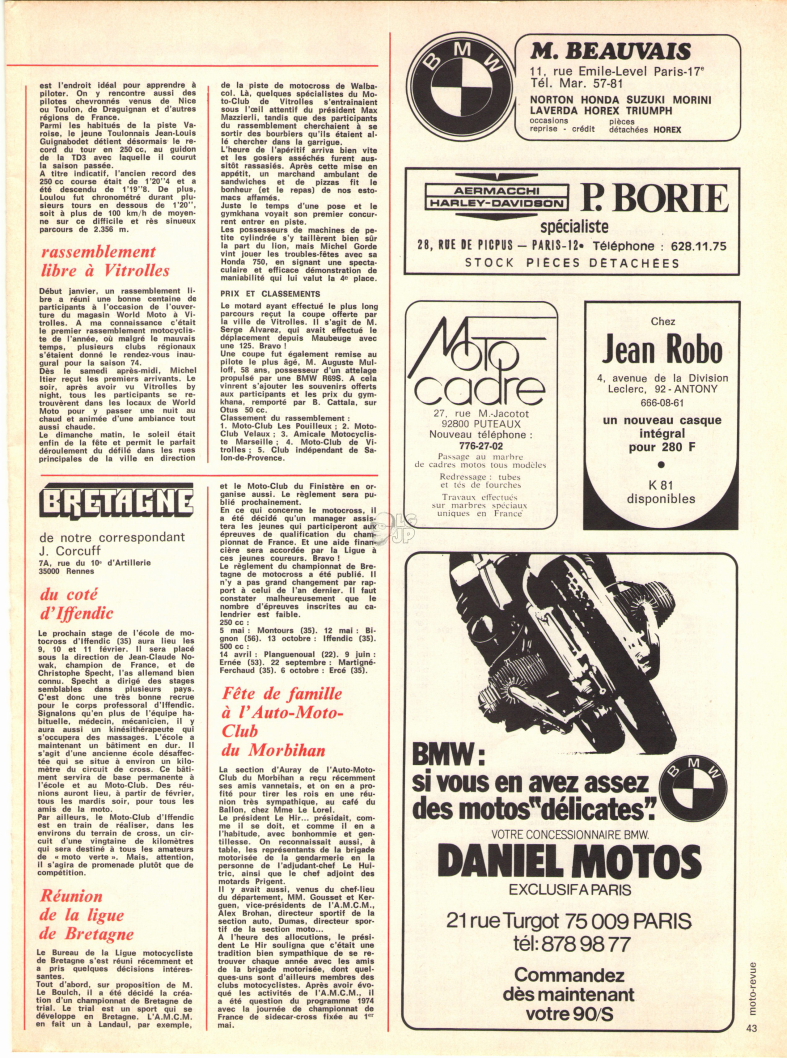 est l'endroit idéal pour apprendre à
piloter. On y rencontre aussi des
pilotes chevronnés venus de Nice
ou Toulon, de Draguignan et d'autres
régions de France.
Parmi les habitués de la piste Va-
roise, le jeune Toulonnais Jean-Louis
Guignabodet détient désormais le re-
cord du tour en 250 cc, au guidon
de la TD3 avec laquelle il courut
la saison passée.
A titre indicatif, l'ancien record des
250 cc course était de 1'20''4 et a
été descendu de 1'19''8. De plus,
Loulou fut chronométré durant plu-
sieurs tours en dessous de 1'20'',
soit à plus de 100 km/h de moyen-
ne sur ce difficile et rès sinueux
parcours de 2.356 m.
rassemblement
libre à Vitrolles
Début janvier, un rassemblement li-
bre a réuni une bonne centaine de
participants à l'occasion de l'ouver-
ture du magasin World Moto à Vi-
trolles. A ma connaissance c'était
le premier rassemblement motocyclis-
te de l'année, où malgré le mauvais
temps, plusieurs clubs régionaux
s'étaient donné le rendez-vous inau-
gural pour la saison 74.
Dès le samedi après-midi, Michel
Itier reçut les premiers arrivants. Le
soir, après avoir vu Vitrolles by
night, tous les participants se re-
trouvèrent dans les locaux de World
Moto pour y passer une nuit au
chaud et animée d'une ambiance tout
aussi chaude.
Le dimanche matin, le soleil était
enfin de la fête et permit le parfait
déroulement du défilé dans les rues
principales de la ville en direction
de la piste de motocross de Walba-
col. Là, quelques spécialistes du Mo-
to-Club de Vitrolles s'entrainaient
sous l'œil attentif du président Max
Mazzierli, tandis que des participants
du rassemblement cherchaient à se
sortir des bourbiers qu'ils étaient al-
lé chercher dans la garrigue.
L'heure de l'apéritif arriva bien vite
et les gosiers asséchés furent aus-
sitôt rassasiés. Après cette mise en
appétit, un marchand ambulant de
sandwiches et de pizzas fit le
bonheur (et le repas) de nos esto-
macs affamés.
Juste le temps d'une pose et le
gymkhana voyait son premier concur-
rent entrer en piste.
Les possesseurs de machines de pe-
tite cylindrée s'y taillèrent bien sûr
la part du lion, mais Michel Gorde
vint jouer les troubles-fêtes avec sa
Honda 750, en signant une specta-
culaire et efficace démonstration de
maniabilité qui lui valut la 4e place.
PRIX ET CLASSEMENTS
Le motard ayant effectué le plus long
parcours reçut la coupe offerte par
la ville de Vitrolles. Il s'agit de M.
Serge Alvarez, qui avait effectué le
déplacement depuis Maubeuge avec
une 125. Bravo !
Une coupe fut également remise au
pilote le plus âgé, M. Auguste Mul-
loff, 58 ans, possesseur d'un attelage
propulsé par une BMW R69S. A cela
vinrent s'ajouter les souvenirs offerts
aux participants et les prix du gym-
khana, remporté par B. Cattala, sur
Otus 50 cc.
Classement du rassemblement :
1. Moto-Club Les Pouilleux ; 2. Moto-
Club Velaux ; 3. Amicale Motocyclis-
te Marseille ; 4. Moto-Club de Vi-
trolles ; 5. Club indépendant de Sa-
lon-de-Provence.
BRETAGNE
de notre correspondant
J. Corcuff
7A, rue du 10e d'Artillerie
35000 Rennes
du coté
d'Iffendic
Le prochain stage de l'école de mo-
tocross d'Iffendic (35) aura lieu les
9, 10 et 11 février. Il sera placé
sous la direction de Jean-Claude No-
wak, champion de France, et de
Christophe Specht, l'as allemand bien
connu. Specht a dirigé des stages
semblables dans plusieurs pays.
C'est donc une très bonne recrue
pour le corps professoral d'Iffendic.
Signalons qu'en plus de l'équipe ha-
bituelle, médecin, mécanicien, il y
aura aussi un kinésithérapeute qui
s'occupera des massages. L'école a
maintenant un bâtiment en dur. Il
s'agit d'une ancienne école désaffec-
tée qui se situe à environ un kilo-
mètre du circuit de cross. Ce bâti-
ment servira de base permanente à
l'école et au Moto-Club. Des réu-
nions auront lieu, à partir de février,
tous les mardis soir, pour tous les
amis de la moto.
Par ailleurs, le Moto-Club d'Iffendic
est en train de réaliser, dans les
environs du terrain de cross, un cir-
cuit d'une vingtaine de kilomètres
qui sera destiné à tous les amateurs
de « moto verte ». Mais, attention,
il s'agira de promenade plutôt que de
compétition.
Réunion
de la ligue
de Bretagne
Le Bureau de la Ligue motocycliste
de Bretagne s'est réuni récemment et
a pris quelques décisions intéres-
santes.
Tout d'abord, sur proposition de M.
Le Boulch, il a été décidé la créa-
tion d'un championnat de Bretagne de
trial. Le trial est un sport qui se
développe en Bretagne. L'A.M.C.M.
en fait un à Landaul, par exemple,
et le Moto-Club du Finistère en or-
ganise aussi. Le règlement sera pu-
blié prochainement.
En ce qui concerne le motocross, il
a été décidé qu'un manager assis-
tera les jeunes qui participeront aux
épreuves de qualification du cham-
pionnat de France. Et une aide finan-
cière sera accordée par la Ligue à
ces jeunes coureurs. Bravo !
Le règlement du championnat de Bre-
tagne de motocross a été publié. Il
n'y a pas grand changement par rap-
port à celui de l'an dernier. Il faut
constater malheureusement que le
nombre d'épreuves inscrites au ca-
lendrier est faible.
250 cc :
5 mai : Montours (35). 12 mai : Bi-
gnon (56). 13 octobre : Iffendic (35).
500 cc :
14 avril : Planguenoual (22). 9 juin :
Ernée (53). 22 septembre : Martigné-
Ferchaud (35). 6 octobre : Ercé (35).
Fête de famille
à l'Auto-Moto-
Club
du Morbihan
La section d'Auray de l'Auto-Moto-
Club du Morbihan a reçu récemment
ses amis vannetais, et on en a pro-
fité pour tirer les rois en une réu-
nion très sympathique, au café du
Ballon, chez Mme Le Lorel.
Le président Le Hir... présidait, com-
me il se doit, et comme il en a
l'habitude, avec bonhommie et gen-
tillesse. On reconnaissait aussi, à
table, les représentants de la brigade
motorisée de la gendarmerie en la
personne de l'adjudant-chef Le Hui-
tric, ainsi que le chef adjoint des
motards Prigent.
Il y avait aussi, venus du chef-lieu
du département, MM. Gousset et Ker-
guen, vice-présidents de l'A.M.C.M.,
Alex Brohan, directeur sportif de la
section auto, Dumas, directeur spor-
tif de la section moto...
A l'heure des allocutions, le prési-
dent Le Hir souligna que c'était une
tradition bien sympathique de se re-
trouver chaque année avec les amis
de la brigade motorisée, dont quel-
ques-uns sont d'ailleurs membres des
clubs motocyclistes. Après avoir évo-
qué les activités de l'A.M.C.M., il
a été question du programme 1974
avec la journée de championnat de
France de sidecar-cross fixée au 1er
mai.
BMW
M. BEAUVAIS
11, rue Emile-Level Paris-17e
Tél. Mar. 57-81
NORTON HONDA SUZUKI MORINI
LAVERDA HOREX TRIUMPH
occasions pièces
reprise - crédit détachées HOREX
AERMACCHI
HARLEY-DAVIDSON
P. BORIE
spécialiste
28, RUE DE PICPUS — PARIS-12e Téléphone : 628.11.75
STOCK PIÈCES DÉTACHÉES
Moto
cadre
27, rue M.-Jacotot
92800 PUTEAUX
Nouveau téléphone :
776-27-02
Passage au marbre
de cadres motos tous modèles
Redressage : tubes
et tés de fourches
Travaux effectués
sur marbres spéciaux
uniques en France
Chez
Jean Robo
4, avenue de la Division
Leclerc, 92 - ANTONY
666-08-61
un nouveau casque
intégral
pour 280 F
●
K 81
disponibles
BMW :
si vous en avez assez
des motos "délicates".
BMW
VOTRE CONCESSIONNAIRE BMW.
DANIEL MOTOS
EXCLUSIF A PARIS
21 rue Turgot 75 009 PARIS
tél: 878 98 77
Commandez
dès maintenant
votre 90/S
moto-revue
43